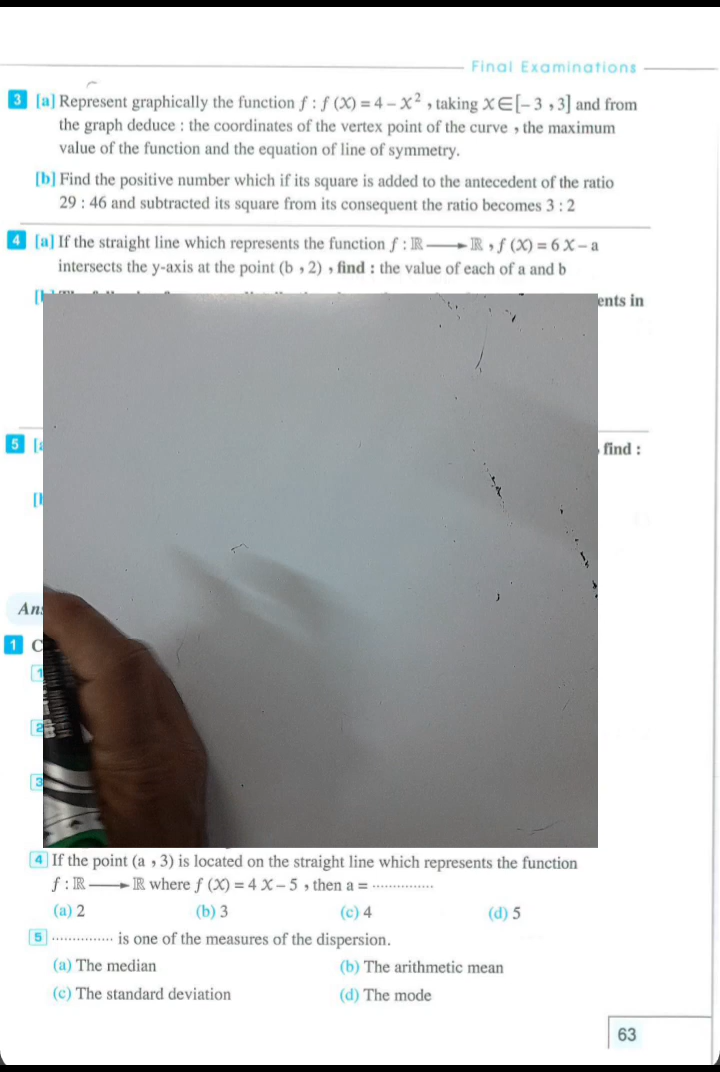 Final Examinations
3 [a] Represent graphically the function f : f (X) = 4 – X² , taking X ∈ [– 3 , 3] and from
the graph deduce : the coordinates of the vertex point of the curve , the maximum
value of the function and the equation of line of symmetry.
[b] Find the positive number which if its square is added to the antecedent of the ratio
29 : 46 and subtracted its square from its consequent the ratio becomes 3 : 2
4 [a] If the straight line which represents the function f : ℝ ⟶ ℝ , f (X) = 6 X – a
intersects the y-axis at the point (b , 2) , find : the value of each of a and b
in
5 find :
1
1
2
3
4 If the point (a , 3) is located on the straight line which represents the function
f : ℝ ⟶ ℝ where f (X) = 4 X – 5 , then a = ...............
(a) 2 (b) 3 (c) 4 (d) 5
5 ............... is one of the measures of the dispersion.
(a) The median (b) The arithmetic mean
(c) The standard deviation (d) The mode
63